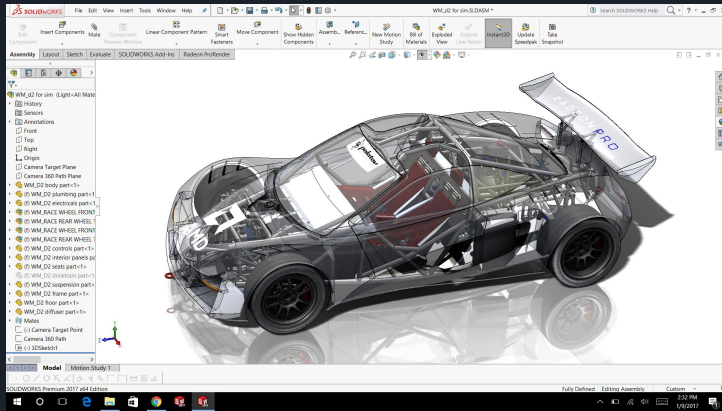 SOLIDWORKS
File Edit View Insert Tools Window Help
WM_d2 for sim.SLDASM *
Search SOLIDWORKS Help
Edit Component
Insert Components
Mate
Component Preview Window
Linear Component Pattern
Smart Fasteners
Move Component
Show Hidden Components
Assemb...
Referenc...
New Motion Study
Bill of Materials
Exploded View
Explode Line Sketch
Instant3D
Update Speedpak
Take Snapshot
Assembly Layout Sketch Evaluate SOLIDWORKS Add-Ins Radeon ProRender
WM_d2 for sim (Light+All Mate
History
Sensors
Annotations
Front
Top
Right
Origin
Camera Target Plane
Camera 360 Path Plane
WM_D2 body part<1>
(f) WM_D2 plumbing part<1
(f) WM_D2 electricals part<1
(f) WM_RACE WHEEL FRONT
(f) WM_RACE REAR WHEEL T
(f) WM_RACE WHEEL FRONT
(f) WM_RACE REAR WHEEL T
(f) WM_D2 controls part<1>
(f) WM_D2 interior panels pa
(f) WM_D2 seats part<1>
(f) WM_D2 drivetrain part<1>
(f) WM_D2 suspension part<
(f) WM_D2 frame part<1>
(f) WM_D2 floor part<1>
(f) WM_D2 diffuser part<1>
Mates
(-) Camera Target Point
Camera 360 Path
(-) 3DSketch1
RADEON PRO
Model Motion Study 1
SOLIDWORKS Premium 2017 x64 Edition
Fully Defined Editing Assembly Custom
2:32 PM
1/9/2017